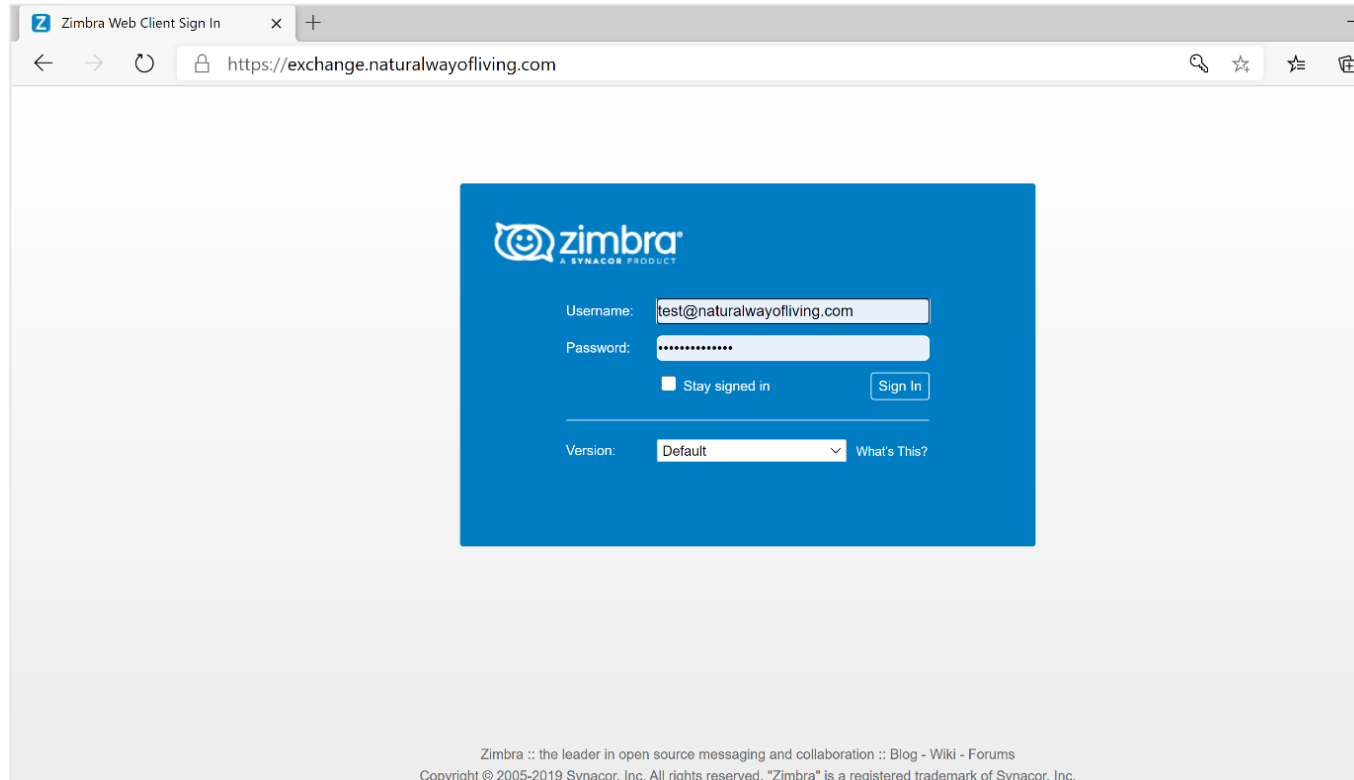 Zimbra Web Client Sign In
https://exchange.naturalwayofliving.com
zimbra®
A SYNACOR PRODUCT
Username: test@naturalwayofliving.com
Password: ••••••••••••••
Stay signed in Sign In
Version: Default What's This?
Zimbra :: the leader in open source messaging and collaboration :: Blog - Wiki - Forums
Copyright © 2005-2019 Synacor, Inc. All rights reserved. "Zimbra" is a registered trademark of Synacor, Inc.